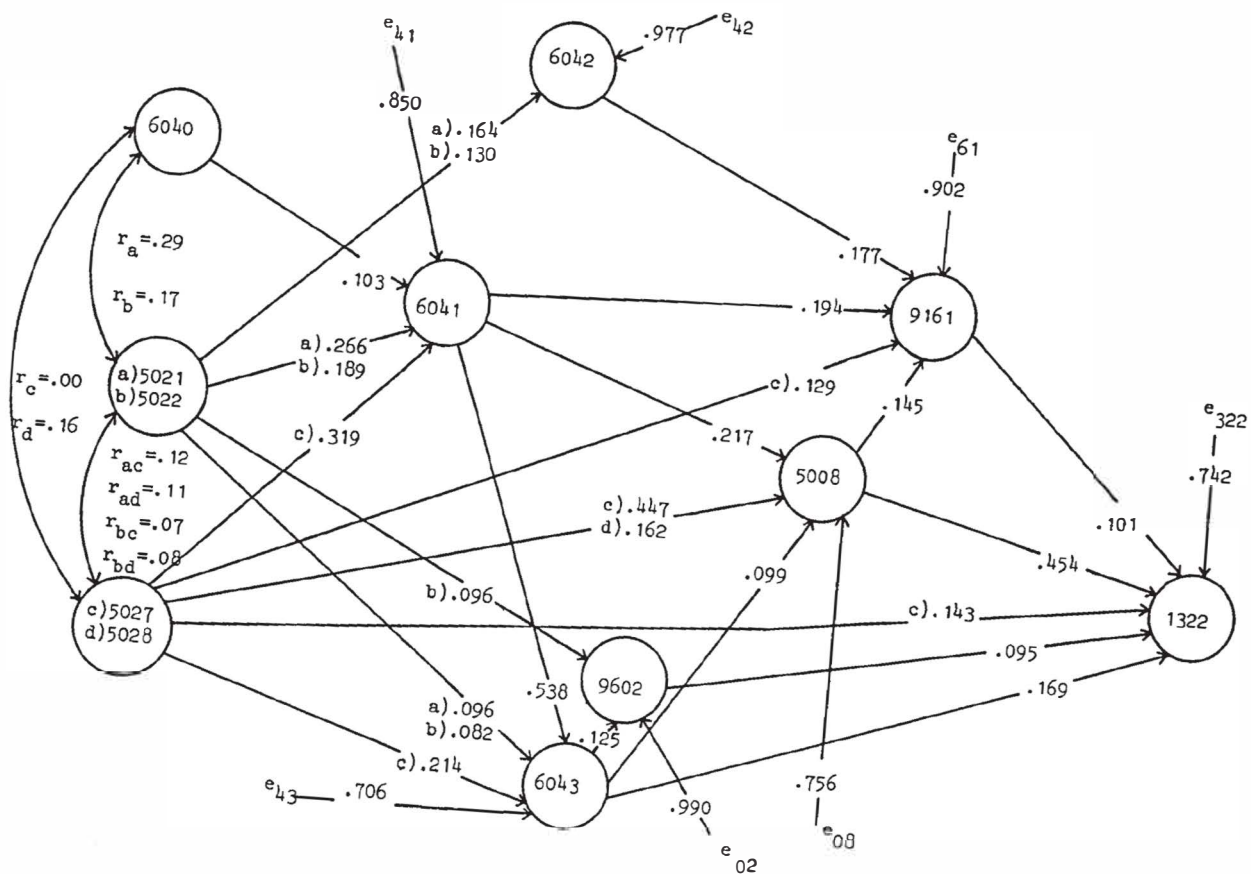 e41
.977
e42
6042
.850
6040
a).164
b).130
e61
.902
ra=.29
.177
.103
rb=.17
6041
.194
9161
a).266
b).189
rc=.00
a)5021
b)5022
c).129
rd=.16
.145
c).319
.217
e322
rac=.12
5008
.742
rad=.11
c).447
rbc=.07
d).162
.101
rbd=.08
.099
.454
b).096
c)5027
d)5028
c).143
1322
.095
9602
.538
.169
a).096
b).082
.125
c).214
6043
e43
.706
.756
.990
e08
e02